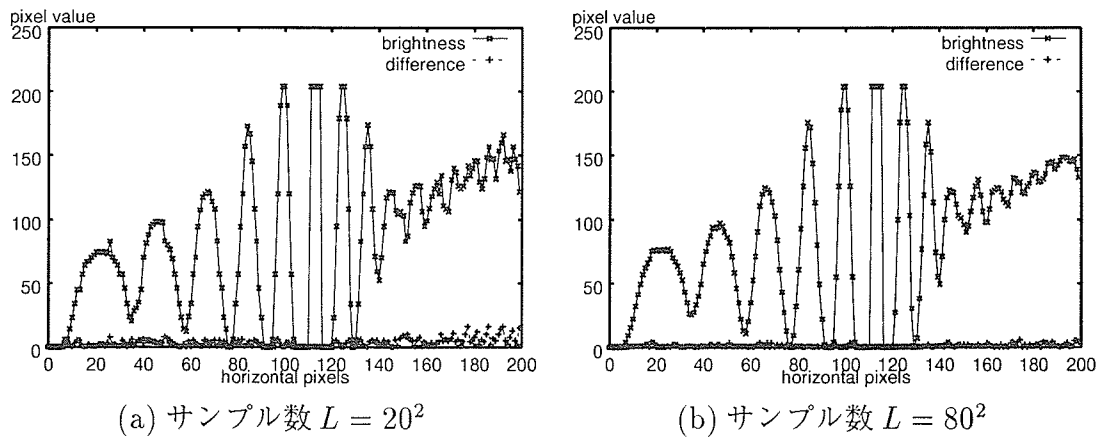 pixel value
250
200
150
100
50
0
brightness
difference
0 20 40 60 80 100 120 140 160 180 200
horizontal pixels
(a) サンプル数 L = 20²
pixel value
250
200
150
100
50
0
brightness
difference
0 20 40 60 80 100 120 140 160 180 200
horizontal pixels
(b) サンプル数 L = 80²